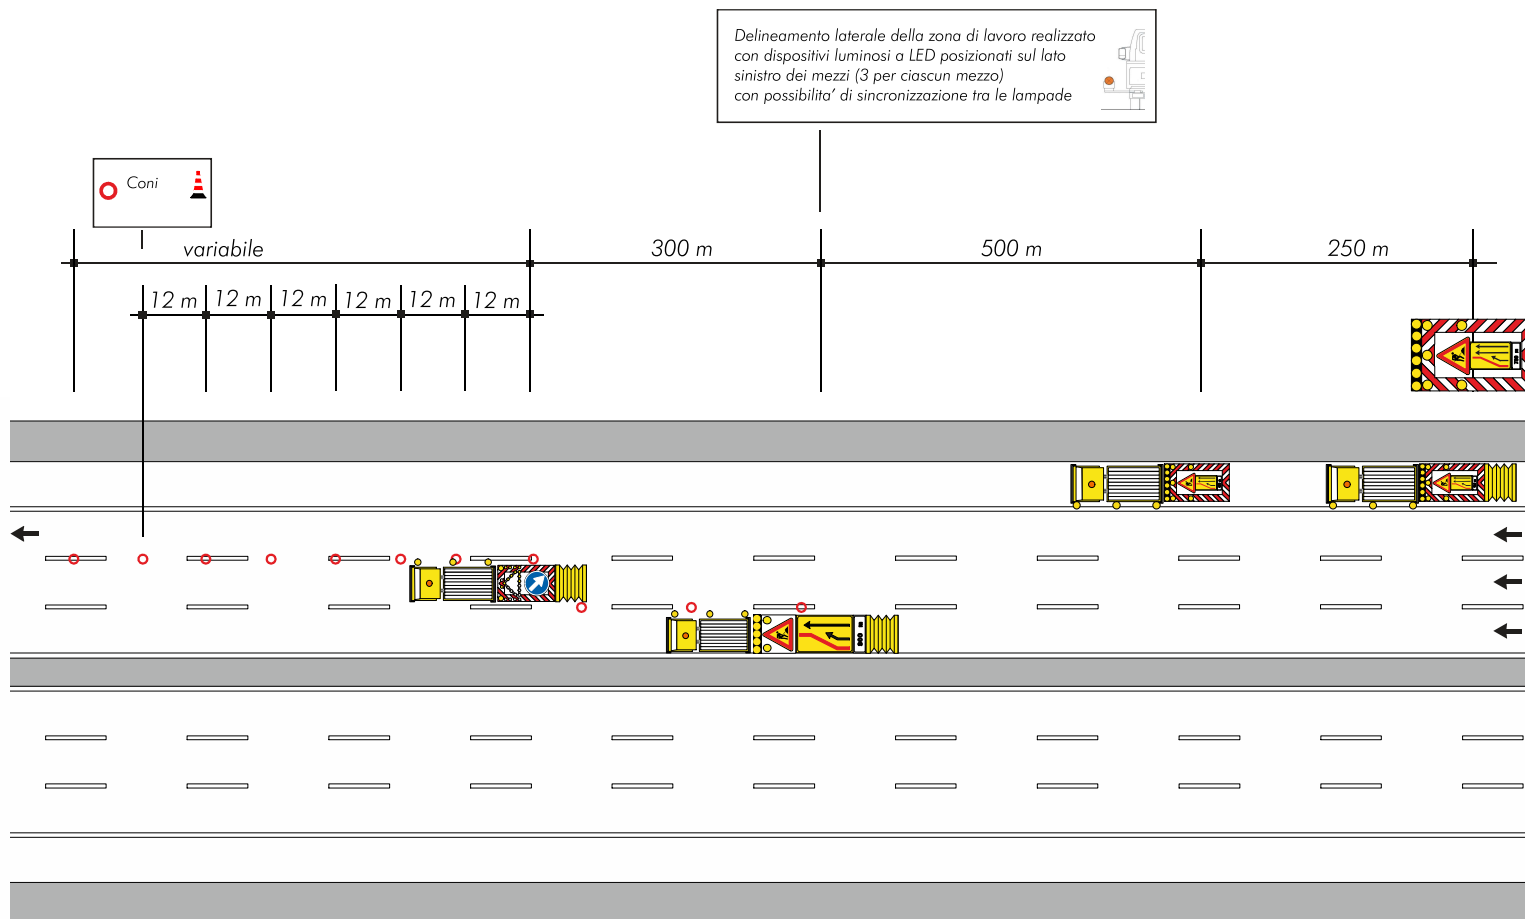 Delineamento laterale della zona di lavoro realizzato
con dispositivi luminosi a LED posizionati sul lato
sinistro dei mezzi (3 per ciascun mezzo)
con possibilita' di sincronizzazione tra le lampade
Coni
variabile
300 m
500 m
250 m
12 m
12 m
12 m
12 m
12 m
12 m